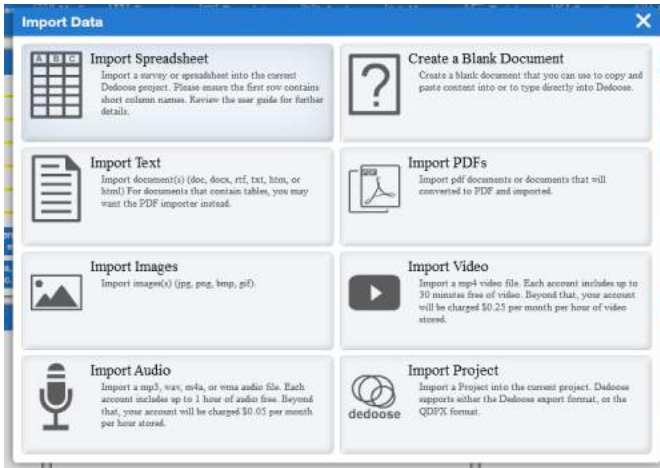 Import Data
A B C
Import Spreadsheet
Import a survey or spreadsheet into the current
Dedoose project. Please ensure the first row contains
short column names. Review the user guide for further
details.
Create a Blank Document
Create a blank document that you can use to copy and
paste content into or to type directly into Dedoose.
Import Text
Import document(s) (doc, docx, rtf, txt, htm, or
html) For documents that contain tables, you may
want the PDF importer instead.
Import PDFs
Import pdf documents or documents that will
converted to PDF and imported.
Import Images
Import images(s) (jpg, png, bmp, gif).
Import Video
Import a mp4 video file. Each account includes up to
30 minutes free of video. Beyond that, your account
will be charged $0.25 per month per hour of video
stored.
Import Audio
Import a mp3, wav, m4a, or wma audio file. Each
account includes up to 1 hour of audio free. Beyond
that, your account will be charged $0.05 per month
per hour stored.
dedoose
Import Project
Import a Project into the current project. Dedoose
supports either the Dedoose export format, or the
QDPX format.